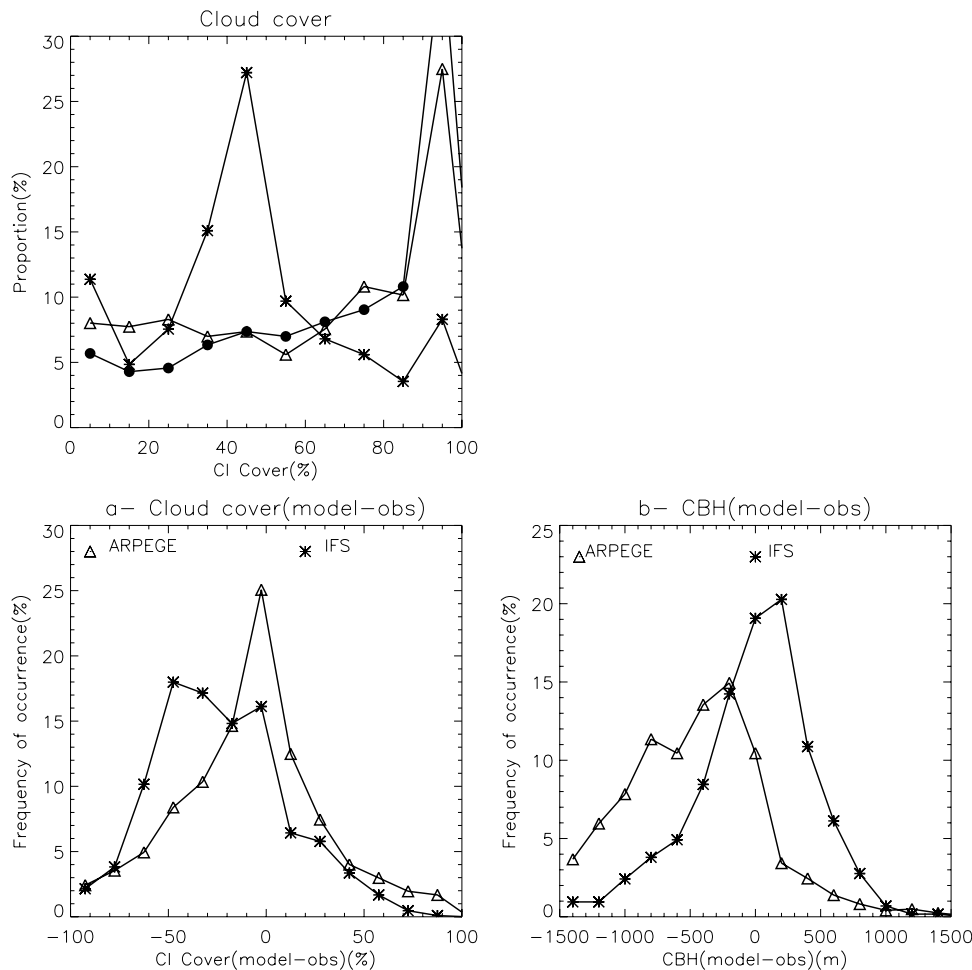 Cloud cover
30
25
20
15
10
5
0
Proportion(%)
0 20 40 60 80 100
CI Cover(%)
a- Cloud cover(model-obs)
ARPEGE IFS
30
25
20
15
10
5
0
Frequency of occurrence(%)
-100 -50 0 50 100
CI Cover(model-obs)(%)
b- CBH(model-obs)
ARPEGE IFS
25
20
15
10
5
0
Frequency of occurrence(%)
-1500 -1000 -500 0 500 1000 1500
CBH(model-obs)(m)